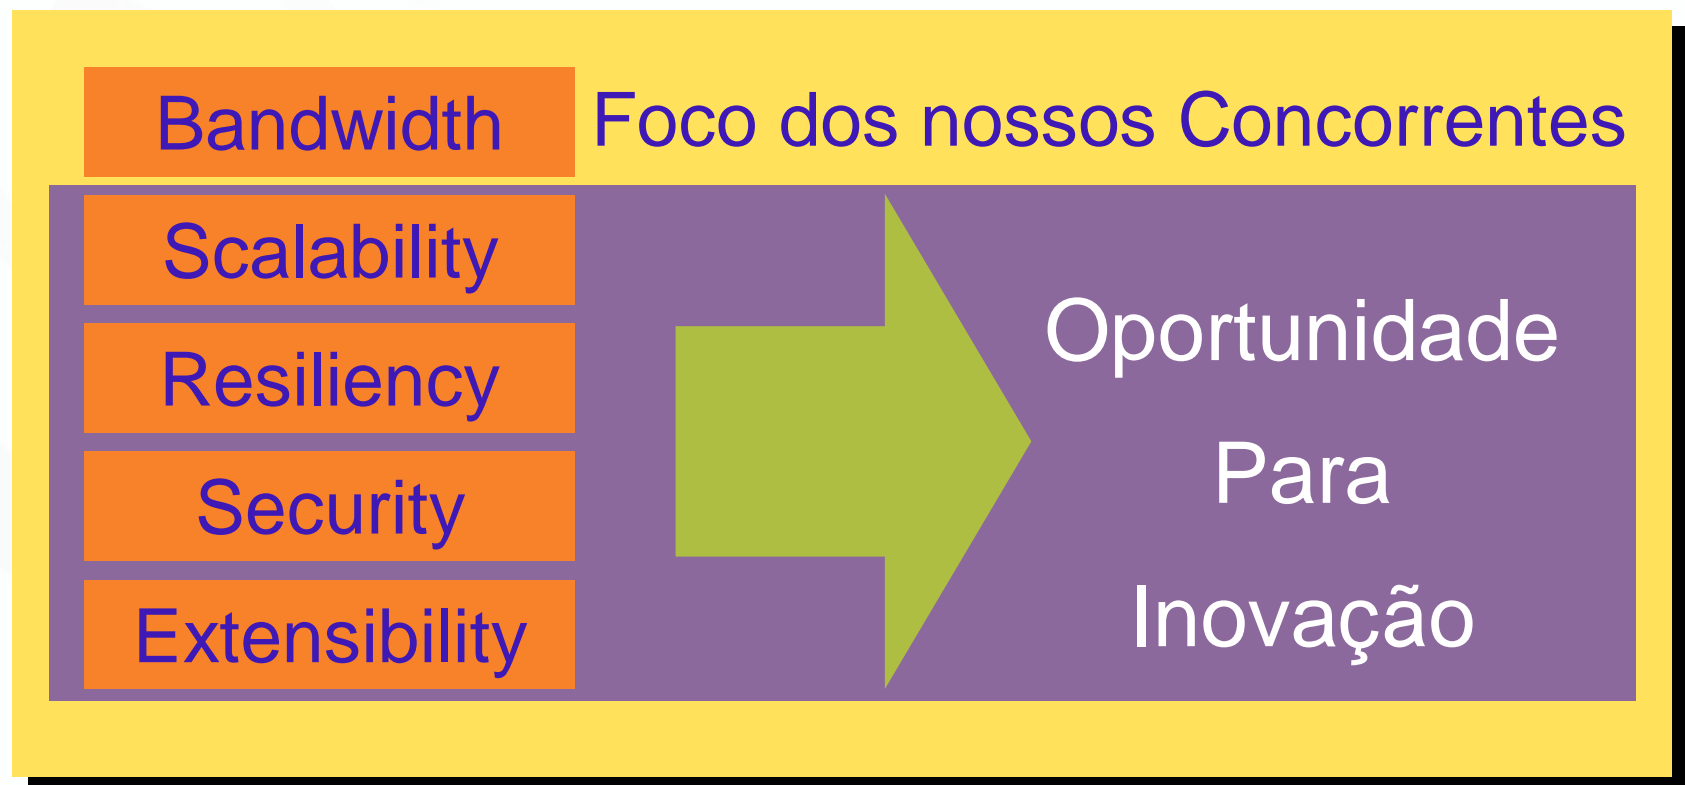 Bandwidth
Foco dos nossos Concorrentes
Scalability
Resiliency
Security
Extensibility
Oportunidade
Para
Inovação